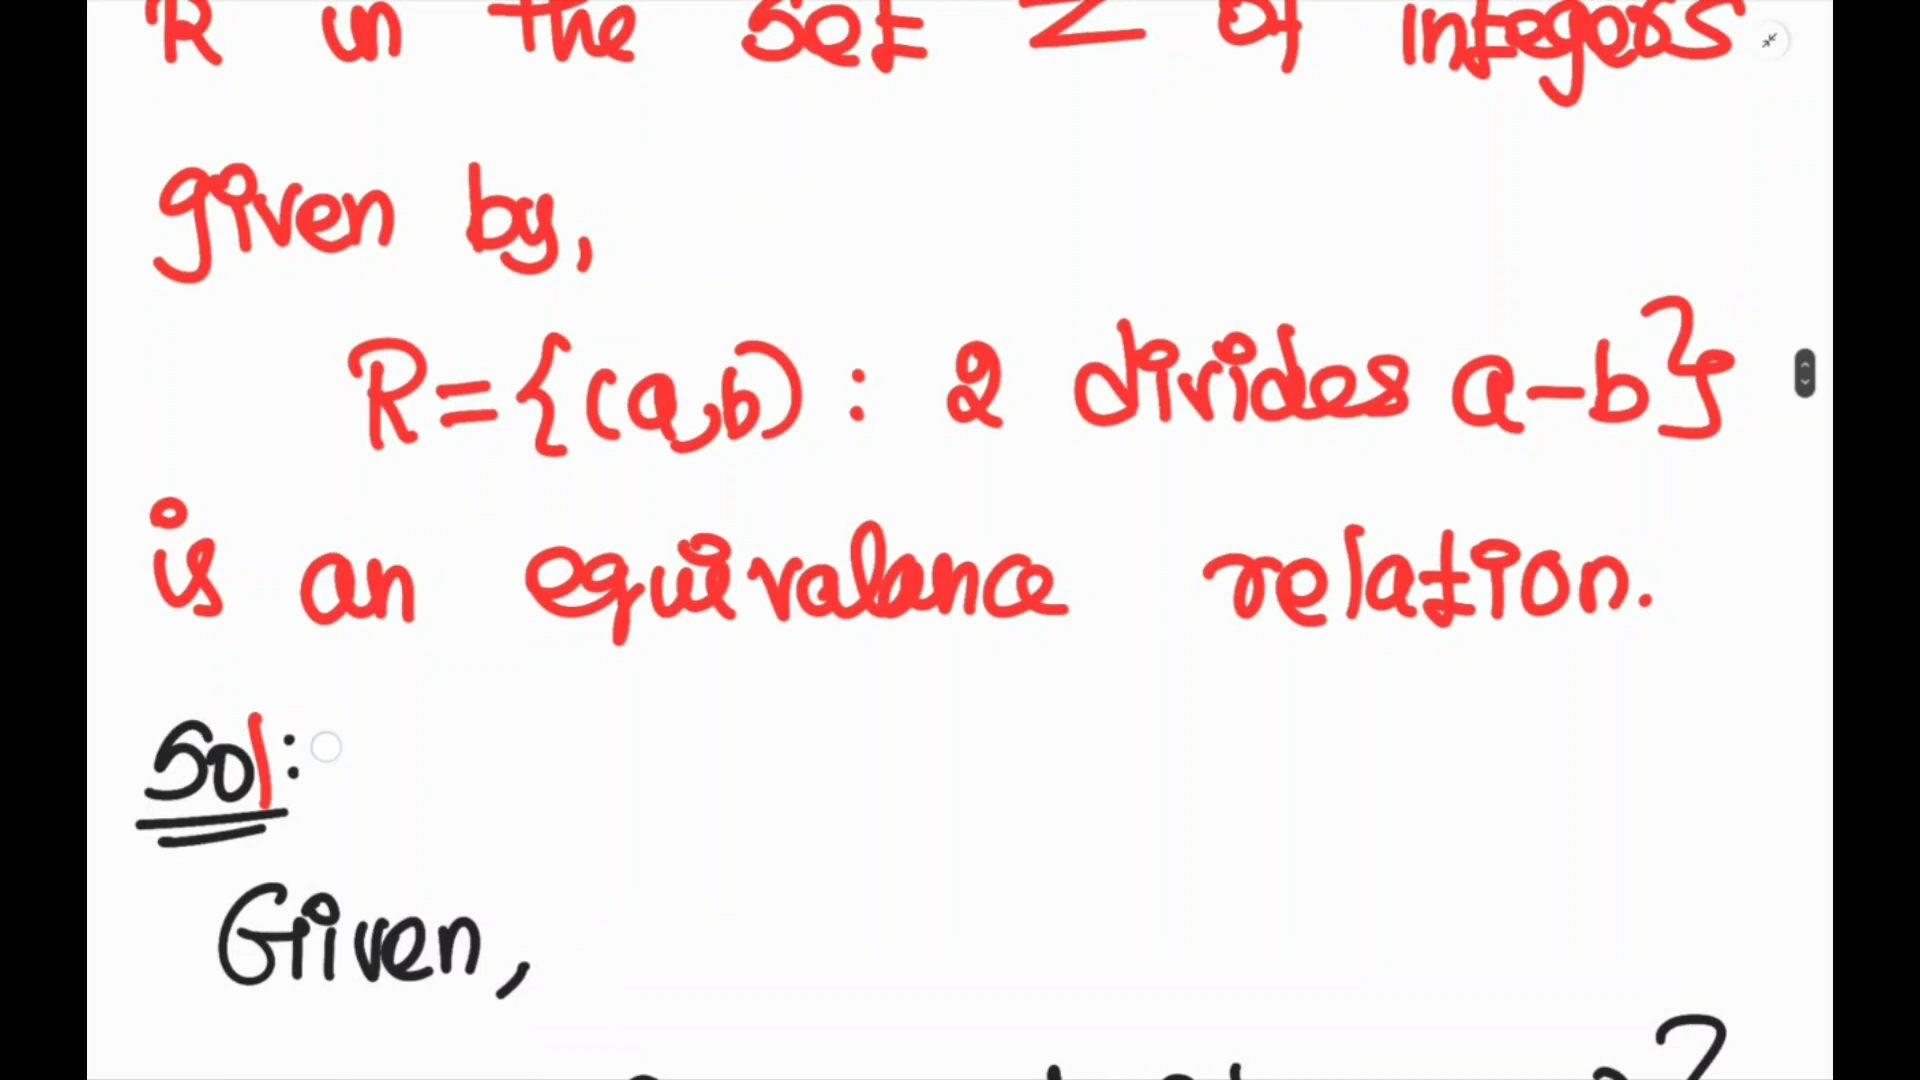 R in the set Z of integers
given by,
R={(a,b) : 2 divides a-b}
is an equivalance relation.
Sol:
Given,